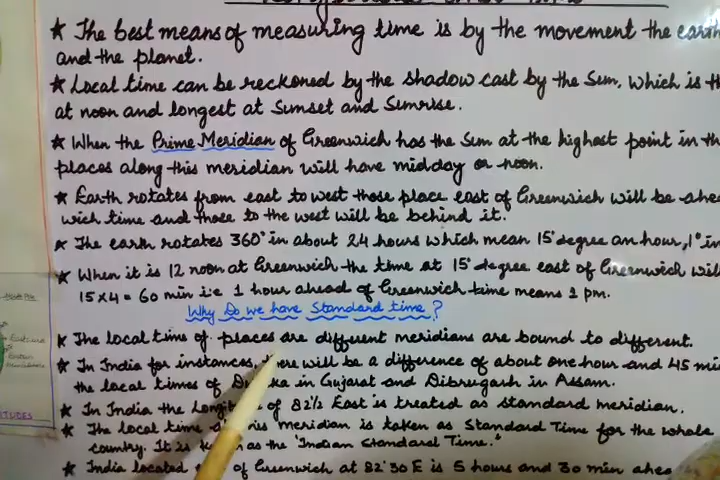 ★ The best means of measuring time is by the movement the earth
and the planet.
★ Local time can be reckoned by the shadow cast by the Sun, which is th
at noon and longest at Sunset and Sunrise.
★ When the Prime Meridian of Greenwich has the Sun at the highest point in th
places along this meridian will have midday or noon.
★ Earth rotates from east to west those place east of Greenwich will be ahe
wich time and those to the west will be behind it.
★ The earth rotates 360° in about 24 hours which mean 15° degree an hour, 1° in
★ When it is 12 noon at Greenwich the time at 15° degree east of Greenwich will
15 x 4 = 60 min i.e 1 hour ahead of Greenwich time means 1 pm.
Why Do we have Standard time?
★ The local time of places are different meridians are bound to different.
★ In India for instances, there will be a difference of about one hour and 45 min
the local times of D ka in Gujarat and Dibrugarh in Assam.
★ In India the Longit e of 82½ East is treated as standard meridian.
★ The local time is meridian is taken as Standard Time for the whole
country. It is k n as the 'Indian Standard Time."
★ India located of Greenwich at 82°30 E is 5 hours and 30 min ahea
TITUDES